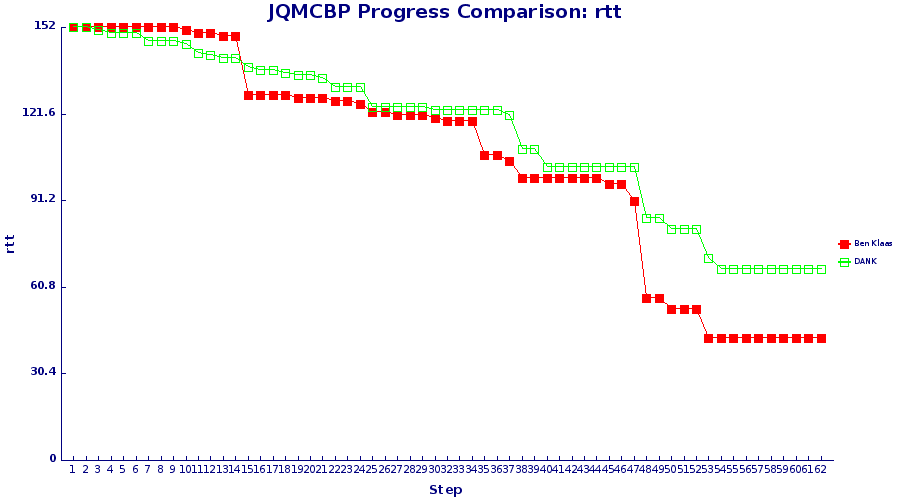 JQMCBP Progress Comparison: rtt
152
121.6
91.2
60.8
30.4
0
rtt
1 2 3 4 5 6 7 8 9 10 11 12 13 14 15 16 17 18 19 20 21 22 23 24 25 26 27 28 29 30 31 32 33 34 35 36 37 38 39 40 41 42 43 44 45 46 47 48 49 50 51 52 53 54 55 56 57 58 59 60 61 62
Step
Ben Klaas
DANK